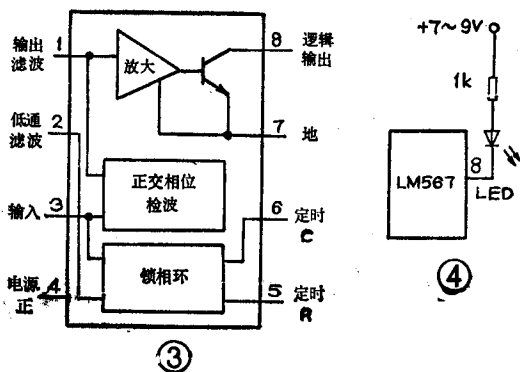 输出
滤波
1
放大
8
逻辑
输出
低通
滤波
2
7
地
正交相位
检波
输入
3
6
定时
C
锁相环
电源
正
4
5
定时
R
③
+7～9V
1k
LM567
8
LED
④